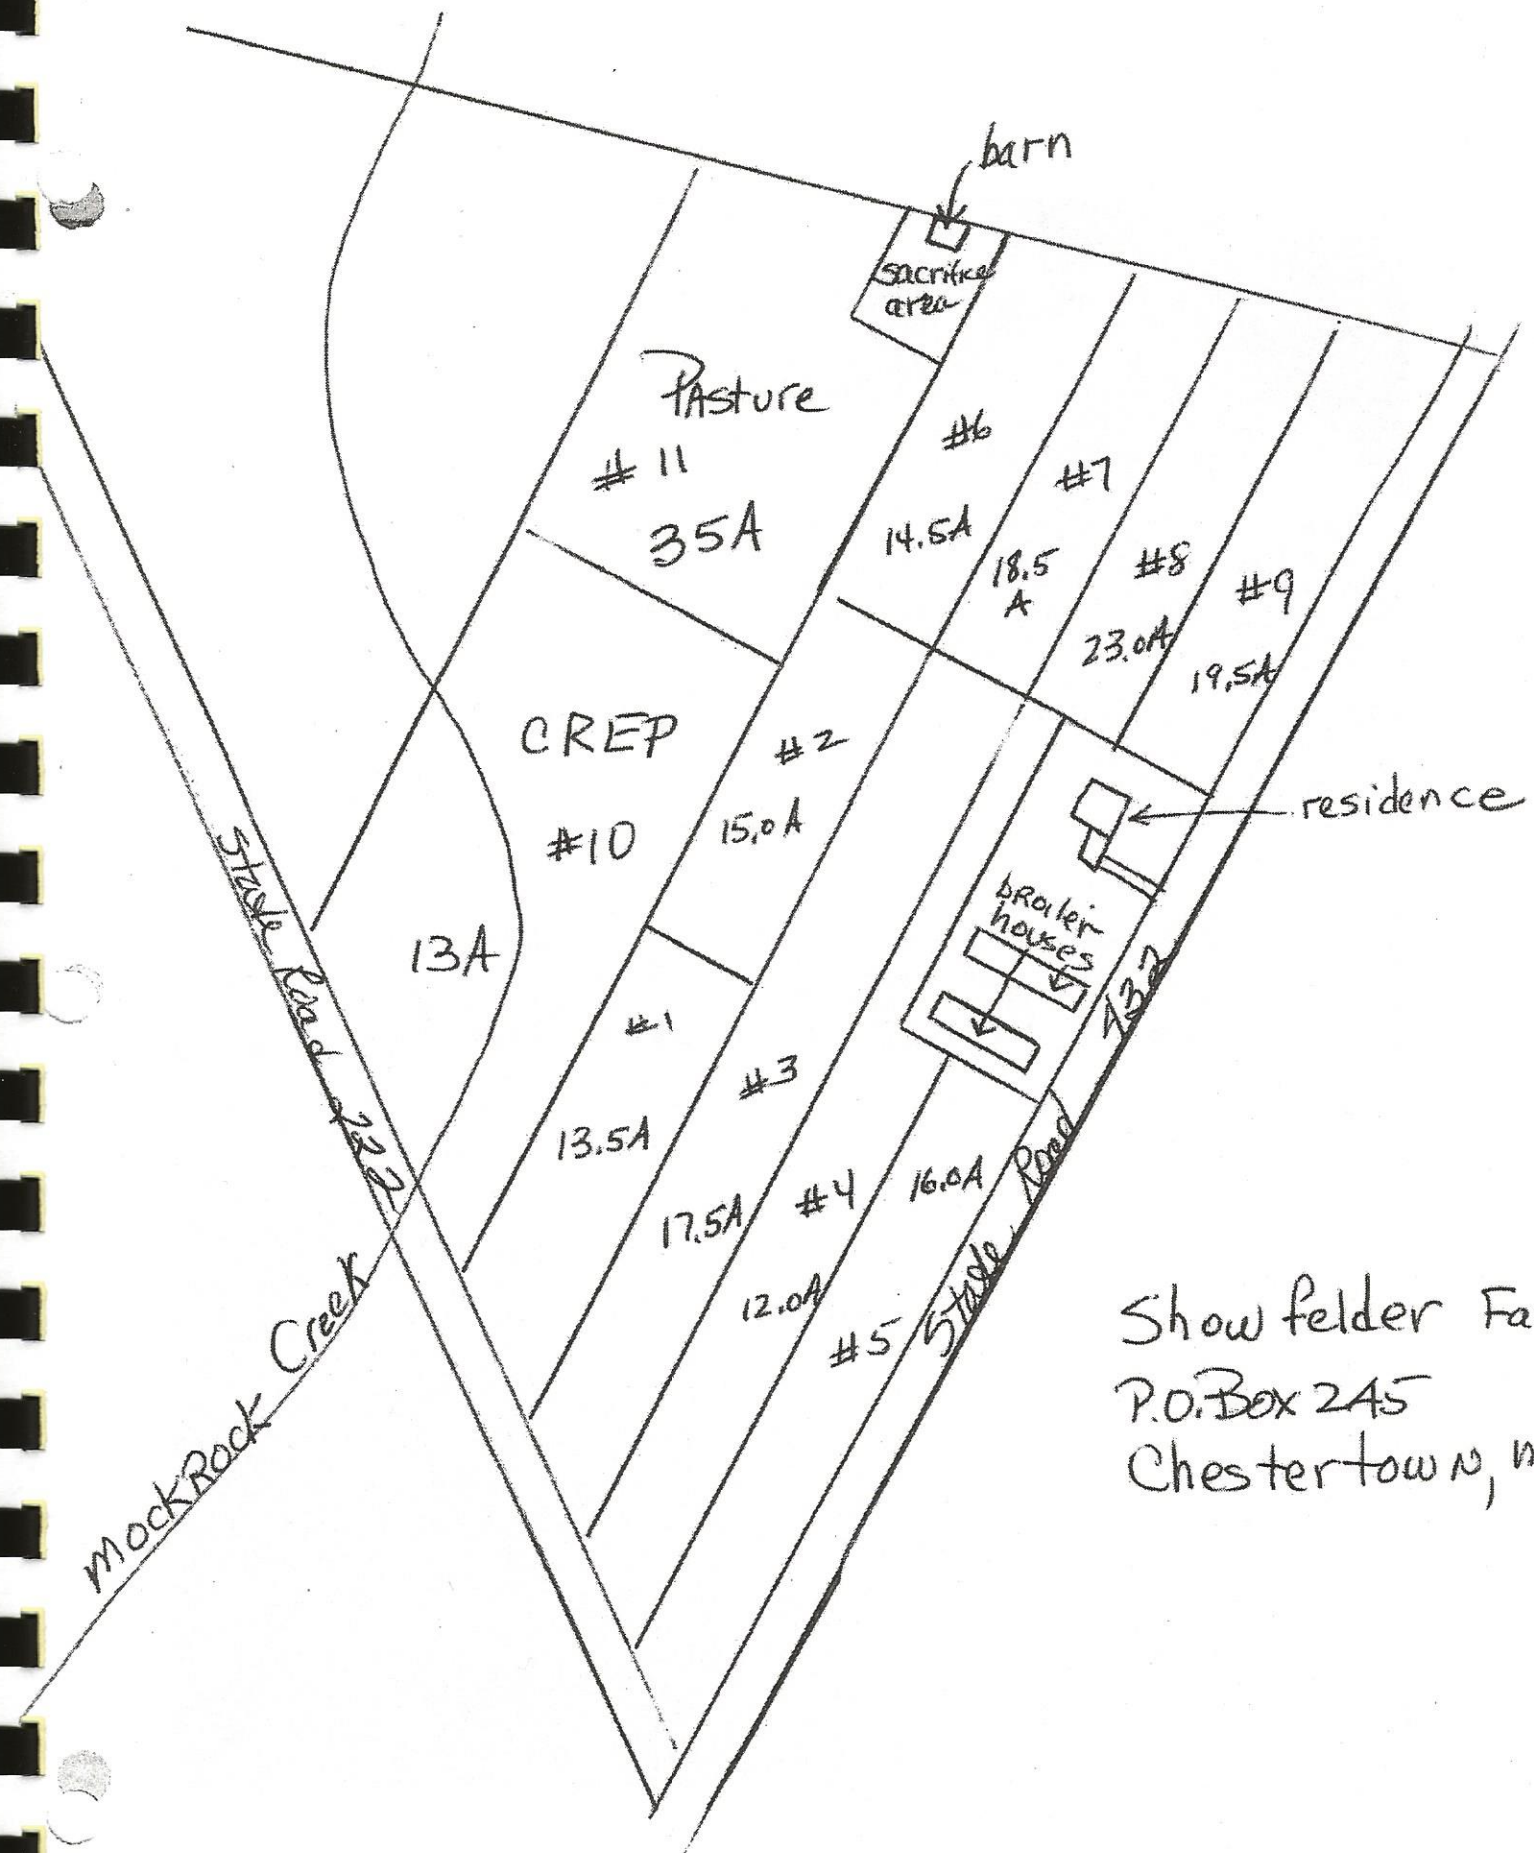 barn
sacrifice
area
Pasture
# 11
35A
#6
14.5A
#7
18.5
A
#8
23.0A
#9
19.5A
CREP
#10
13A
#2
15.0A
residence
broiler
houses
#1
13.5A
#3
17.5A
#4
12.0A
16.0A
#5
State Road 432
State Road 222
MockRock Creek
Showfelder Fa
P.O. Box 245
Chestertown,